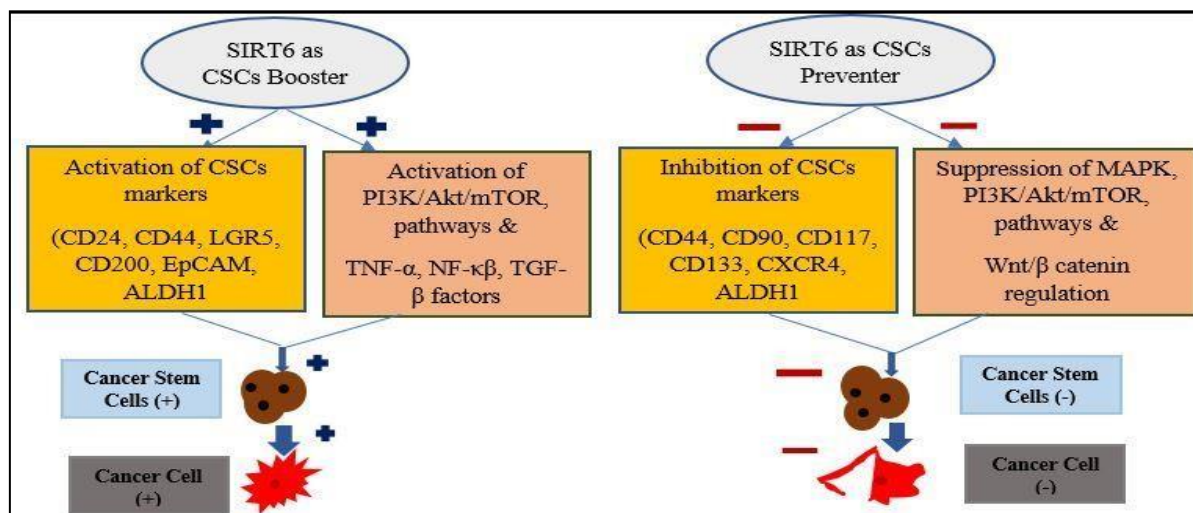 SIRT6 as
CSCs Booster
Activation of CSCs
markers
(CD24, CD44, LGR5,
CD200, EpCAM,
ALDH1
Activation of
PI3K/Akt/mTOR,
pathways &
TNF-α, NF-κβ, TGF-
β factors
Cancer Stem
Cells (+)
Cancer Cell
(+)
SIRT6 as CSCs
Preventer
Inhibition of CSCs
markers
(CD44, CD90, CD117,
CD133, CXCR4,
ALDH1
Suppression of MAPK,
PI3K/Akt/mTOR,
pathways &
Wnt/β catenin
regulation
Cancer Stem
Cells (-)
Cancer Cell
(-)